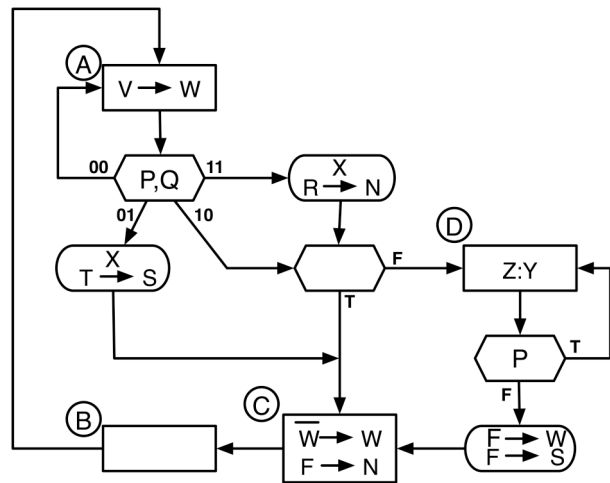 A
V → W
00
P,Q
11
X
R → N
01
10
X
T → S
D
F
Z:Y
T
P
T
F
B
C
W̅ → W
F → N
F → W
F → S